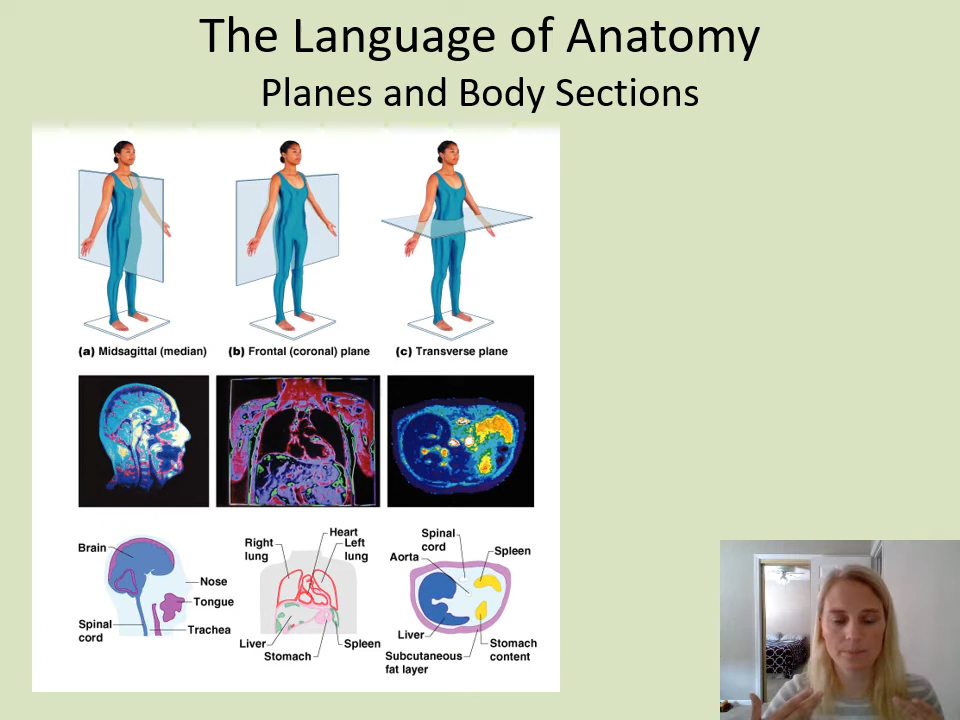 The Language of Anatomy
Planes and Body Sections
(a) Midsagittal (median)
(b) Frontal (coronal) plane
(c) Transverse plane
Brain
Nose
Tongue
Spinal
cord
Trachea
Right
lung
Heart
Left
lung
Liver
Spleen
Stomach
Spinal
cord
Aorta
Spleen
Liver
Stomach
content
Subcutaneous
fat layer